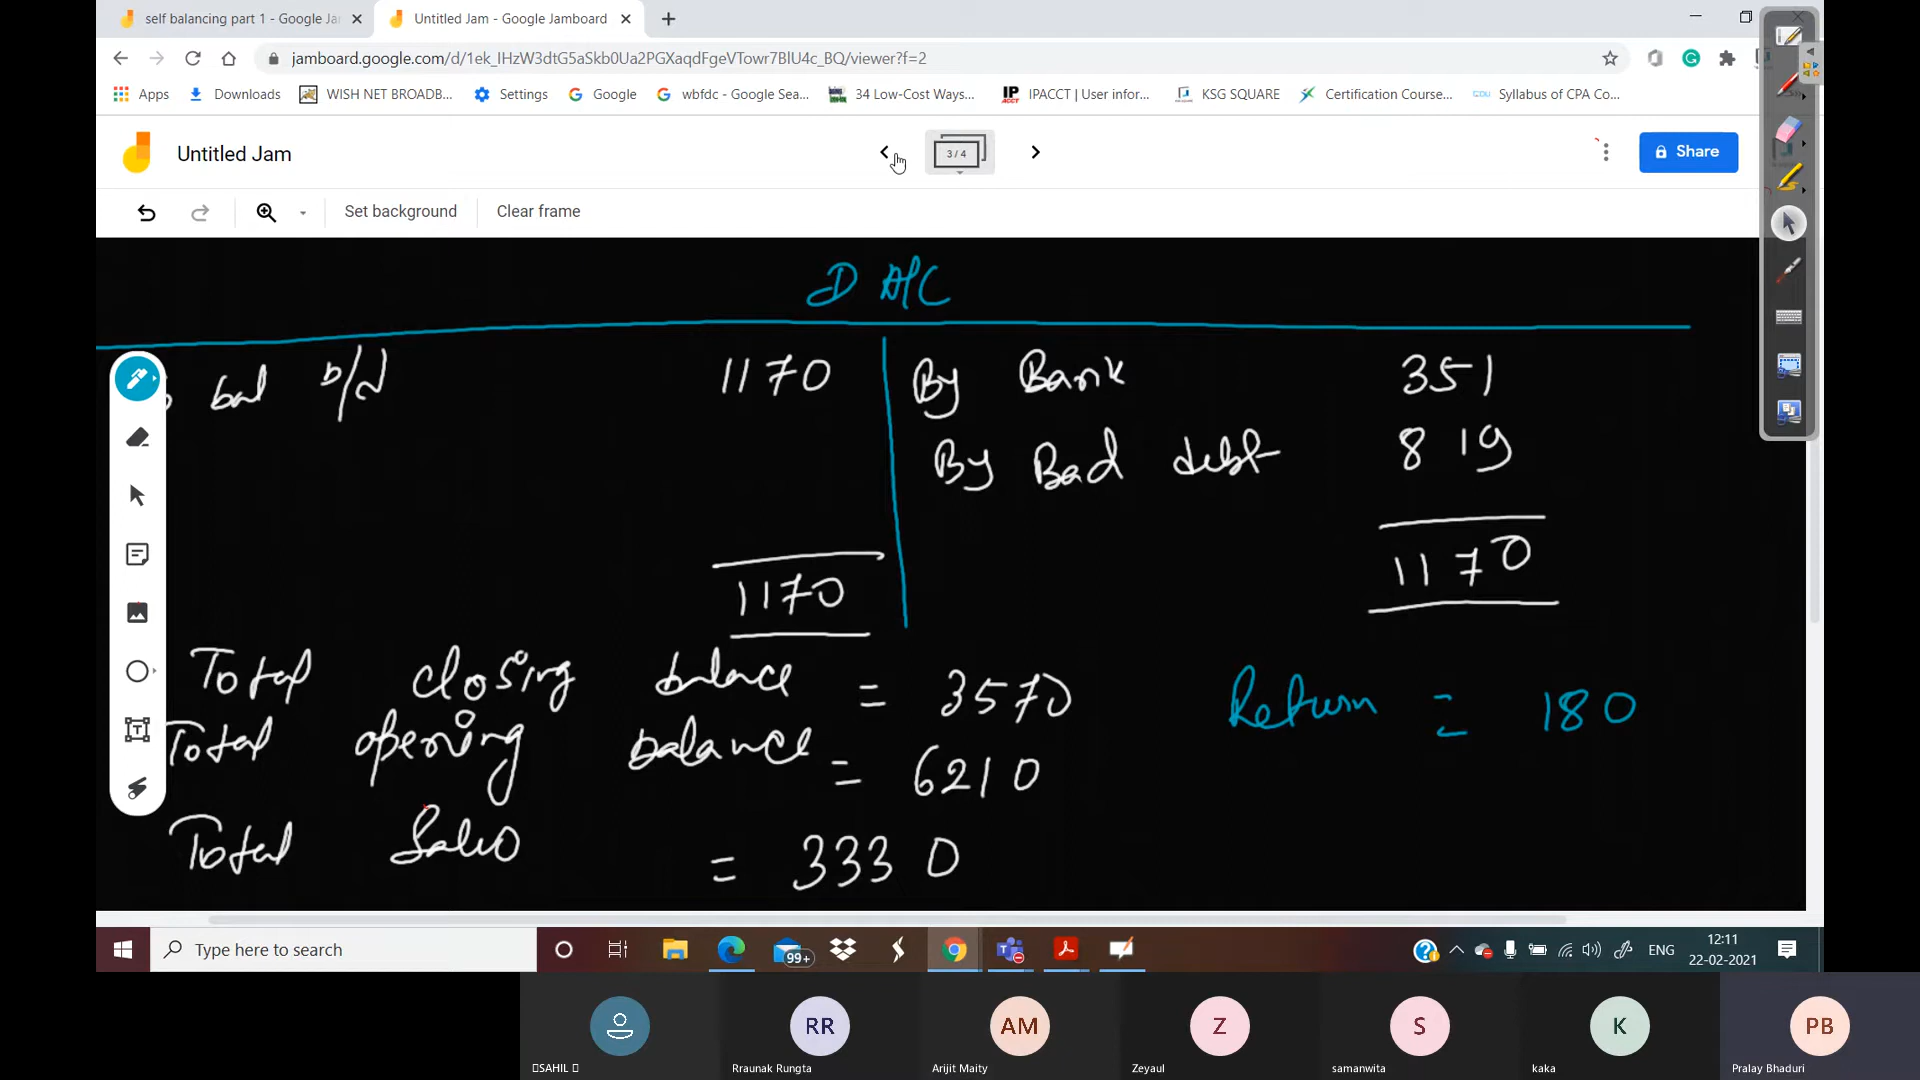 self balancing part 1 - Google Ja
Untitled Jam - Google Jamboard
jamboard.google.com/d/1ek_IHzW3dtG5aSkb0Ua2PGXaqdFgeVTowr7BlU4c_BQ/viewer?f=2
Apps Downloads WISH NET BROADB... Settings Google wbfdc - Google Sea... 34 Low-Cost Ways... IPACCT | User infor... KSG SQUARE Certification Course... Syllabus of CPA Co...
Untitled Jam
3 / 4
Share
Set background Clear frame
D A/C
bal b/d 1170 By Bank 351
By Bad debt 819
1170 1170
Total closing balace = 3570 Return = 180
Total opening balance = 6210
Total Sales = 3330
Type here to search
99+
ENG
12:11
22-02-2021
RR AM Z S K PB
SAHIL Rraunak Rungta Arijit Maity Zeyaul samanwita kaka Pralay Bhaduri